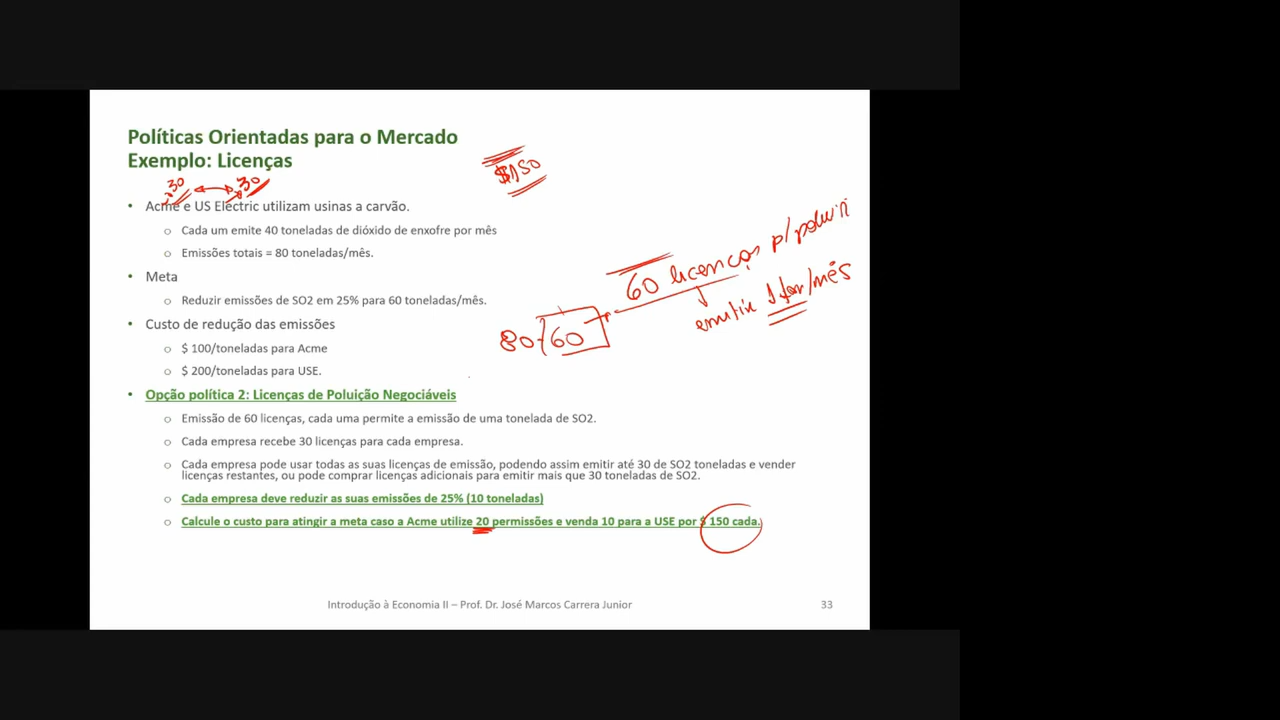 Políticas Orientadas para o Mercado
Exemplo: Licenças
$150
30
30
• Acme e US Electric utilizam usinas a carvão.
o Cada um emite 40 toneladas de dióxido de enxofre por mês
o Emissões totais = 80 toneladas/mês.
60 licenças p/poluir
emitir 1 ton/mês
80
60
• Meta
o Reduzir emissões de SO2 em 25% para 60 toneladas/mês.
• Custo de redução das emissões
o $ 100/toneladas para Acme
o $ 200/toneladas para USE.
• Opção política 2: Licenças de Poluição Negociáveis
o Emissão de 60 licenças, cada uma permite a emissão de uma tonelada de SO2.
o Cada empresa recebe 30 licenças para cada empresa.
o Cada empresa pode usar todas as suas licenças de emissão, podendo assim emitir até 30 de SO2 toneladas e vender
licenças restantes, ou pode comprar licenças adicionais para emitir mais que 30 toneladas de SO2.
o Cada empresa deve reduzir as suas emissões de 25% (10 toneladas)
o Calcule o custo para atingir a meta caso a Acme utilize 20 permissões e venda 10 para a USE por $ 150 cada.
Introdução à Economia II – Prof. Dr. José Marcos Carrera Junior
33